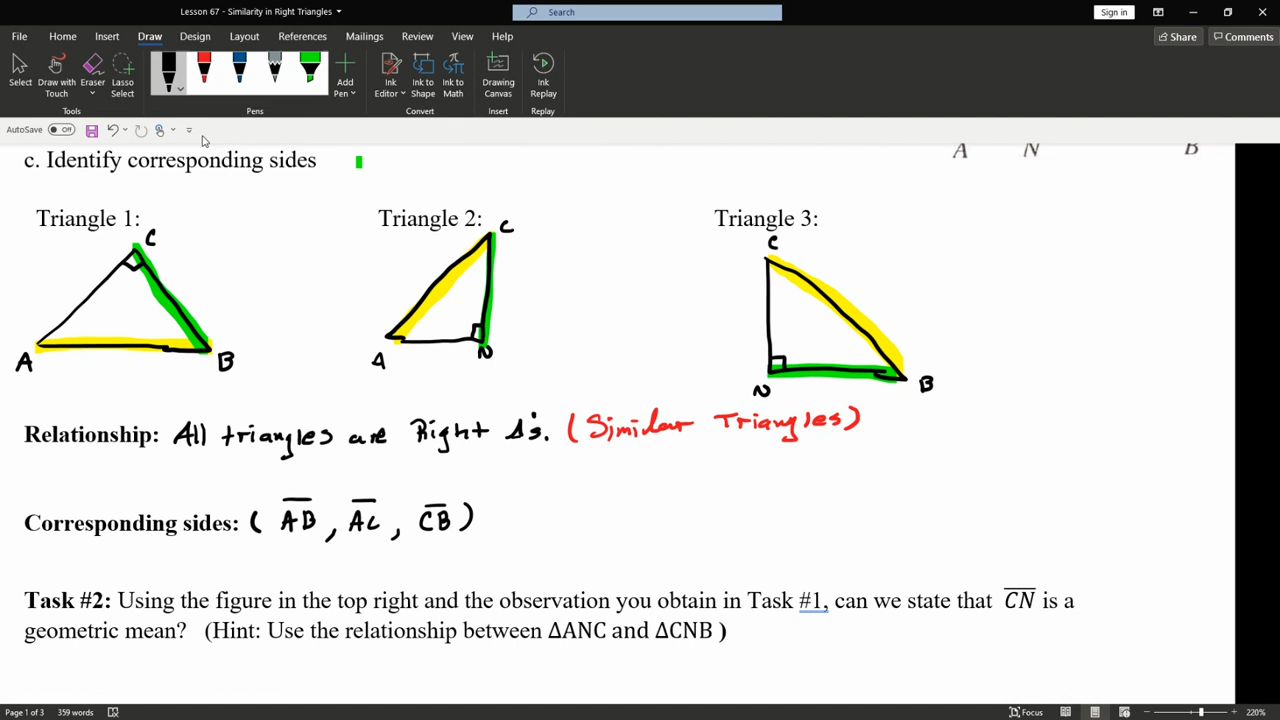 Lesson 67 - Similarity in Right Triangles
Search
Sign in
File Home Insert Draw Design Layout References Mailings Review View Help
Share Comments
Select Draw with Touch Eraser Lasso Select
Add Pen
Ink Editor Ink to Shape Ink to Math
Drawing Canvas
Ink Replay
Tools Pens Convert Insert Replay
AutoSave Off
c. Identify corresponding sides
A N B
Triangle 1: Triangle 2: Triangle 3:
C C C
A B A N N B
Relationship: All triangles are Right Δ's. (Similar Triangles)
Corresponding sides: ( A̅B̅ , A̅C̅ , C̅B̅ )
Task #2: Using the figure in the top right and the observation you obtain in Task #1, can we state that C̅N̅ is a
geometric mean? (Hint: Use the relationship between ΔANC and ΔCNB )
Page 1 of 3 359 words Focus 220%